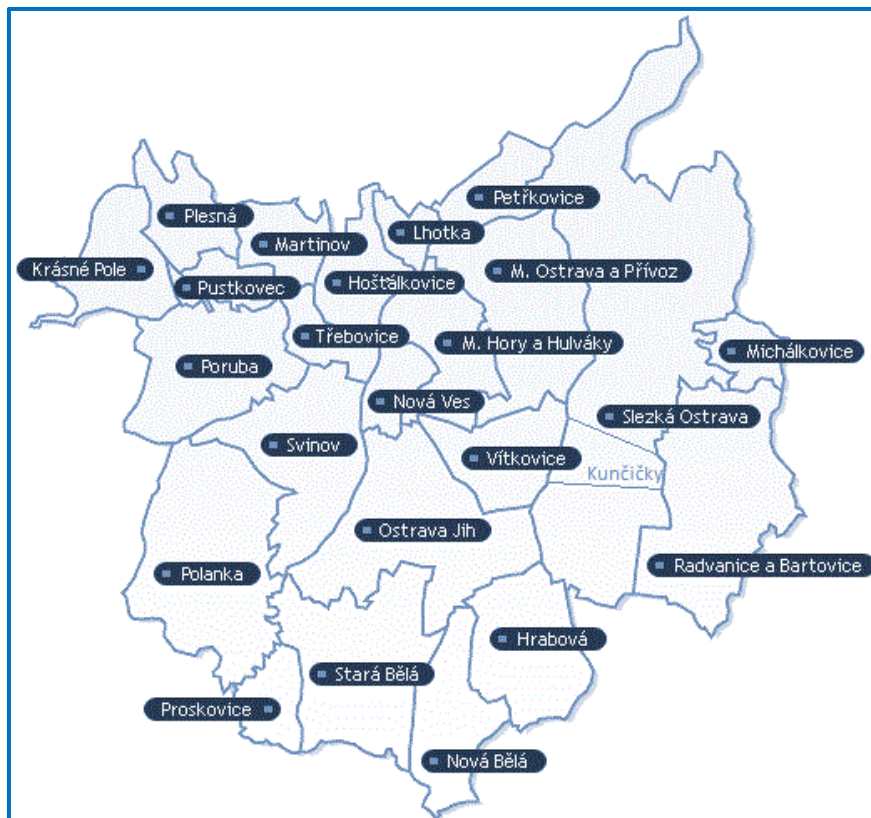 Petřkovice
Plesná
Lhotka
Martinov
Krásné Pole
M. Ostrava a Přívoz
Hošťálkovice
Pustkovec
Třebovice
M. Hory a Hulváky
Michálkovice
Poruba
Nová Ves
Slezká Ostrava
Svinov
Vítkovice
Kunčičky
Ostrava Jih
Radvanice a Bartovice
Polanka
Hrabová
Stará Bělá
Proskovice
Nová Bělá